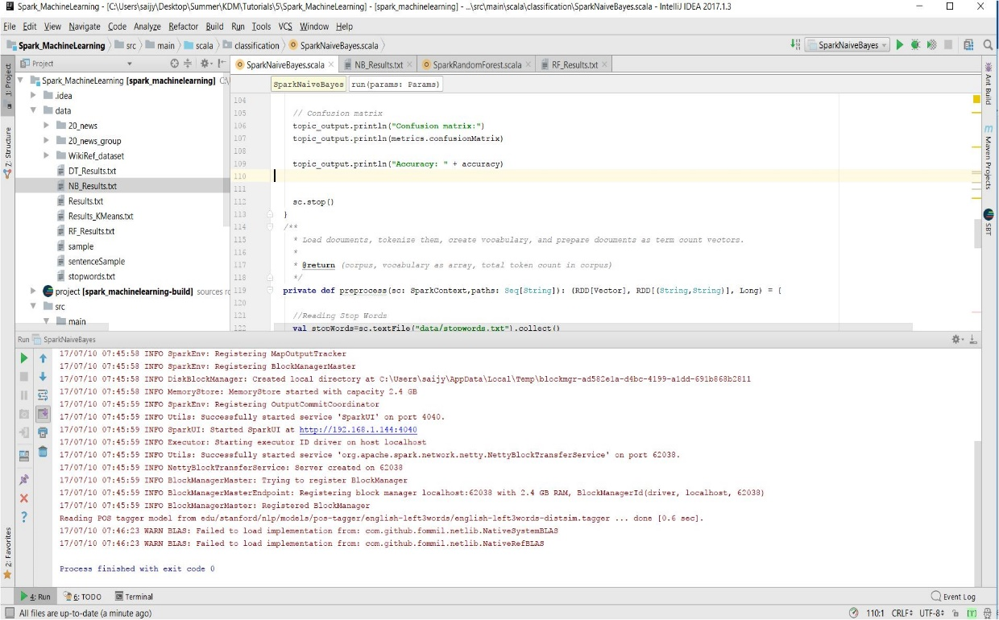 Spark_MachineLearning - [C:\Users\saijy\Desktop\Summer\KDM\Tutorials\5\Spark_MachineLearning] - [spark_machinelearning] - ...\src\main\scala\classification\SparkNaiveBayes.scala - IntelliJ IDEA 2017.1.3
File Edit View Navigate Code Analyze Refactor Build Run Tools VCS Window Help
Spark_MachineLearning src main scala classification SparkNaiveBayes.scala
SparkNaiveBayes
Project
SparkNaiveBayes.scala NB_Results.txt SparkRandomForest.scala RF_Results.txt
1: Project
Z: Structure
2: Favorites
Spark_MachineLearning [spark_machinelearning]
.idea
data
20_news
20_news_group
WikiRef_dataset
DT_Results.txt
NB_Results.txt
Results.txt
Results_KMeans.txt
RF_Results.txt
sample
sentenceSample
stopwords.txt
project [spark_machinelearning-build] sources
src
main
SparkNaiveBayes run(params: Params)
104
105 // Confusion matrix
106 topic_output.println("Confusion matrix:")
107 topic_output.println(metrics.confusionMatrix)
108
109 topic_output.println("Accuracy: " + accuracy)
110
111
112 sc.stop()
113 }
114 /**
115 * Load documents, tokenize them, create vocabulary, and prepare documents as term count vectors.
116 *
117 * @return (corpus, vocabulary as array, total token count in corpus)
118 */
119 private def preprocess(sc: SparkContext,paths: Seq[String]): (RDD[Vector], RDD[(String,String)], Long) = {
120
121 //Reading Stop Words
122 val stopWords=sc.textFile("data/stopwords.txt").collect()
Ant Build
Maven Projects
SBT
Run SparkNaiveBayes
17/07/10 07:45:58 INFO SparkEnv: Registering MapOutputTracker
17/07/10 07:45:58 INFO SparkEnv: Registering BlockManagerMaster
17/07/10 07:45:58 INFO DiskBlockManager: Created local directory at C:\Users\saijy\AppData\Local\Temp\blockmgr-ad582e1a-d4bc-4199-a1dd-691b868b2811
17/07/10 07:45:58 INFO MemoryStore: MemoryStore started with capacity 2.4 GB
17/07/10 07:45:59 INFO SparkEnv: Registering OutputCommitCoordinator
17/07/10 07:45:59 INFO Utils: Successfully started service 'SparkUI' on port 4040.
17/07/10 07:45:59 INFO SparkUI: Started SparkUI at http://192.168.1.144:4040
17/07/10 07:45:59 INFO Executor: Starting executor ID driver on host localhost
17/07/10 07:45:59 INFO Utils: Successfully started service 'org.apache.spark.network.netty.NettyBlockTransferService' on port 62038.
17/07/10 07:45:59 INFO NettyBlockTransferService: Server created on 62038
17/07/10 07:45:59 INFO BlockManagerMaster: Trying to register BlockManager
17/07/10 07:45:59 INFO BlockManagerMasterEndpoint: Registering block manager localhost:62038 with 2.4 GB RAM, BlockManagerId(driver, localhost, 62038)
17/07/10 07:45:59 INFO BlockManagerMaster: Registered BlockManager
Reading POS tagger model from edu/stanford/nlp/models/pos-tagger/english-left3words/english-left3words-distsim.tagger ... done [0.6 sec].
17/07/10 07:46:23 WARN BLAS: Failed to load implementation from: com.github.fommil.netlib.NativeSystemBLAS
17/07/10 07:46:23 WARN BLAS: Failed to load implementation from: com.github.fommil.netlib.NativeRefBLAS
Process finished with exit code 0
4: Run 6: TODO Terminal Event Log
All files are up-to-date (a minute ago) 110:1 CRLF UTF-8 [T]